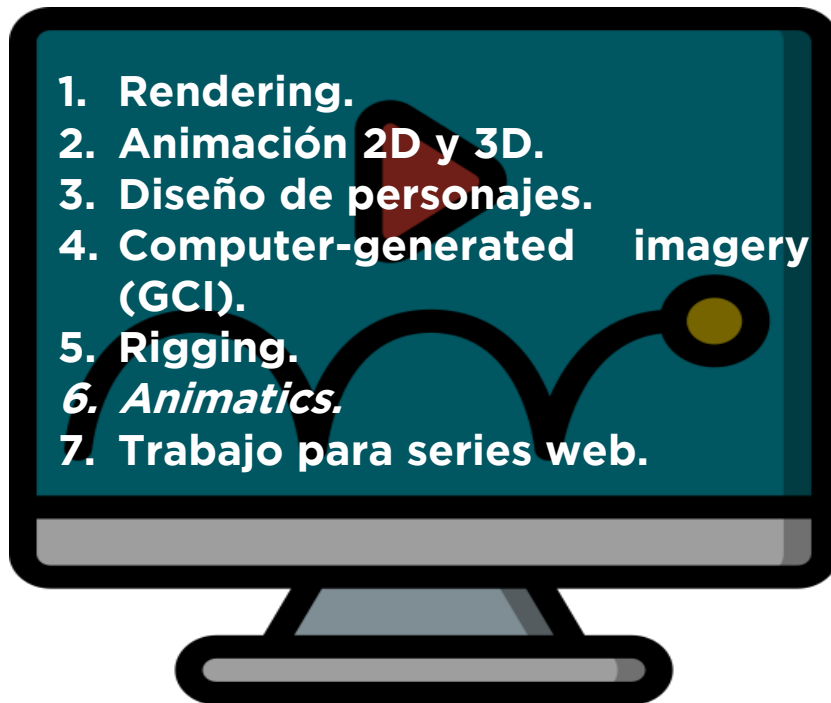 1. Rendering.
2. Animación 2D y 3D.
3. Diseño de personajes.
4. Computer-generated imagery
(GCI).
5. Rigging.
6. Animatics.
7. Trabajo para series web.